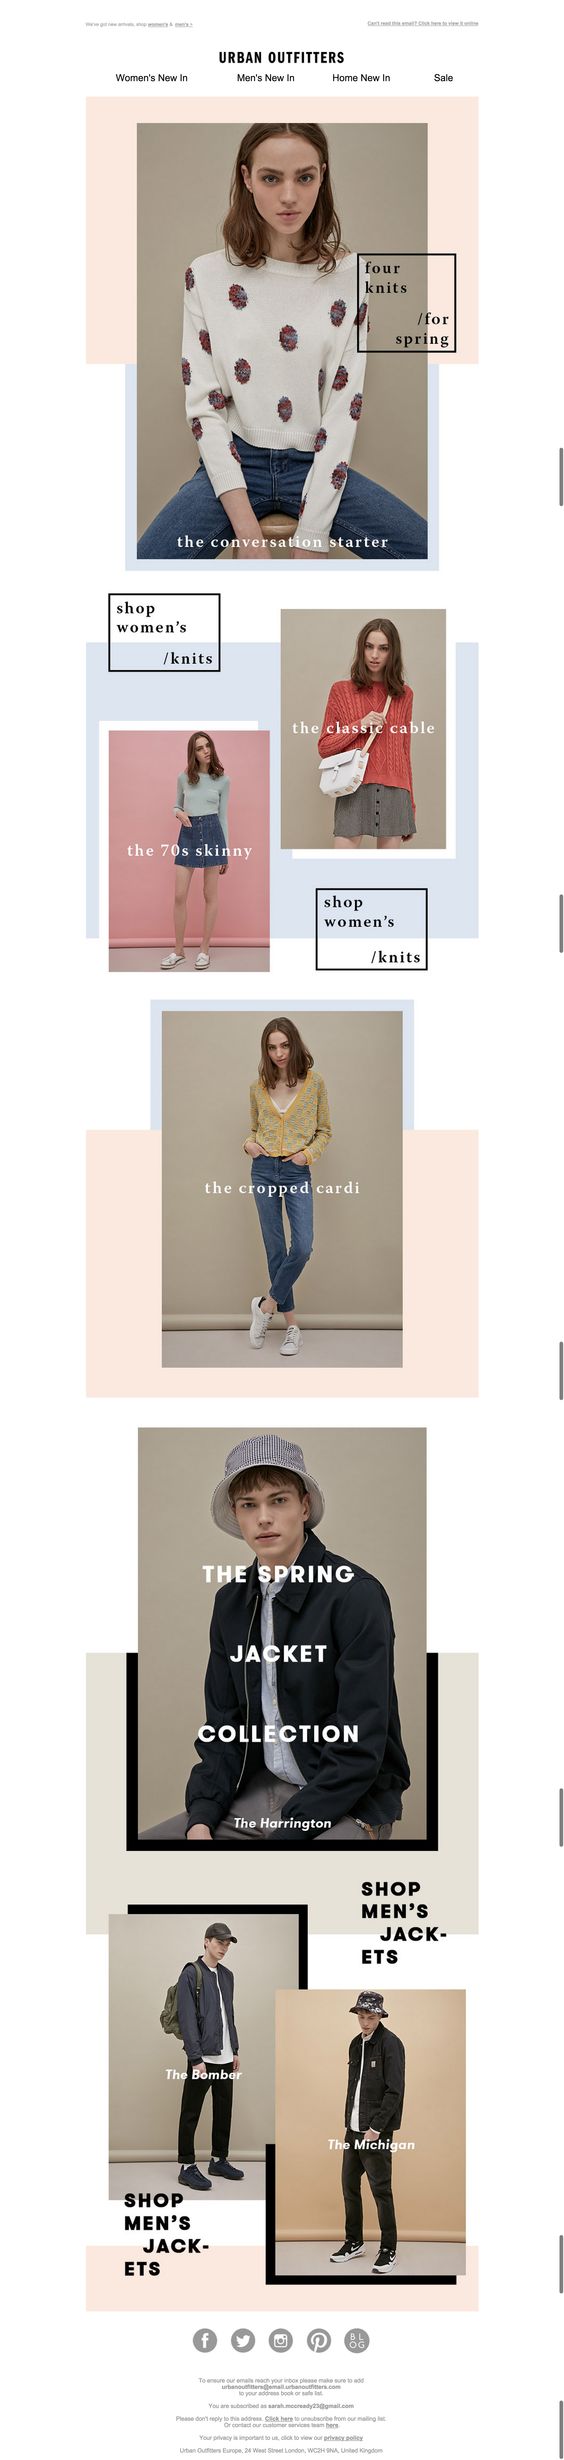 We've got new arrivals, shop women's & men's >
Can't read this email? Click here to view it online
URBAN OUTFITTERS
Women's New In
Men's New In
Home New In
Sale
four
knits
/for
spring
the conversation starter
shop
women's
/knits
the classic cable
the 70s skinny
shop
women's
/knits
the cropped cardi
THE SPRING
JACKET
COLLECTION
The Harrington
SHOP
MEN'S
JACK-
ETS
The Bomber
The Michigan
SHOP
MEN'S
JACK-
ETS
BL
OG
To ensure our emails reach your inbox please make sure to add
urbanoutfitters@email.urbanoutfitters.com
to your address book or safe list.
You are subscribed as sarah.mccready23@gmail.com
Please don't reply to this address. Click here to unsubscribe from our mailing list.
Or contact our customer services team here.
Your privacy is important to us, click to view our privacy policy
Urban Outfitters Europe, 24 West Street London, WC2H 9NA, United Kingdom